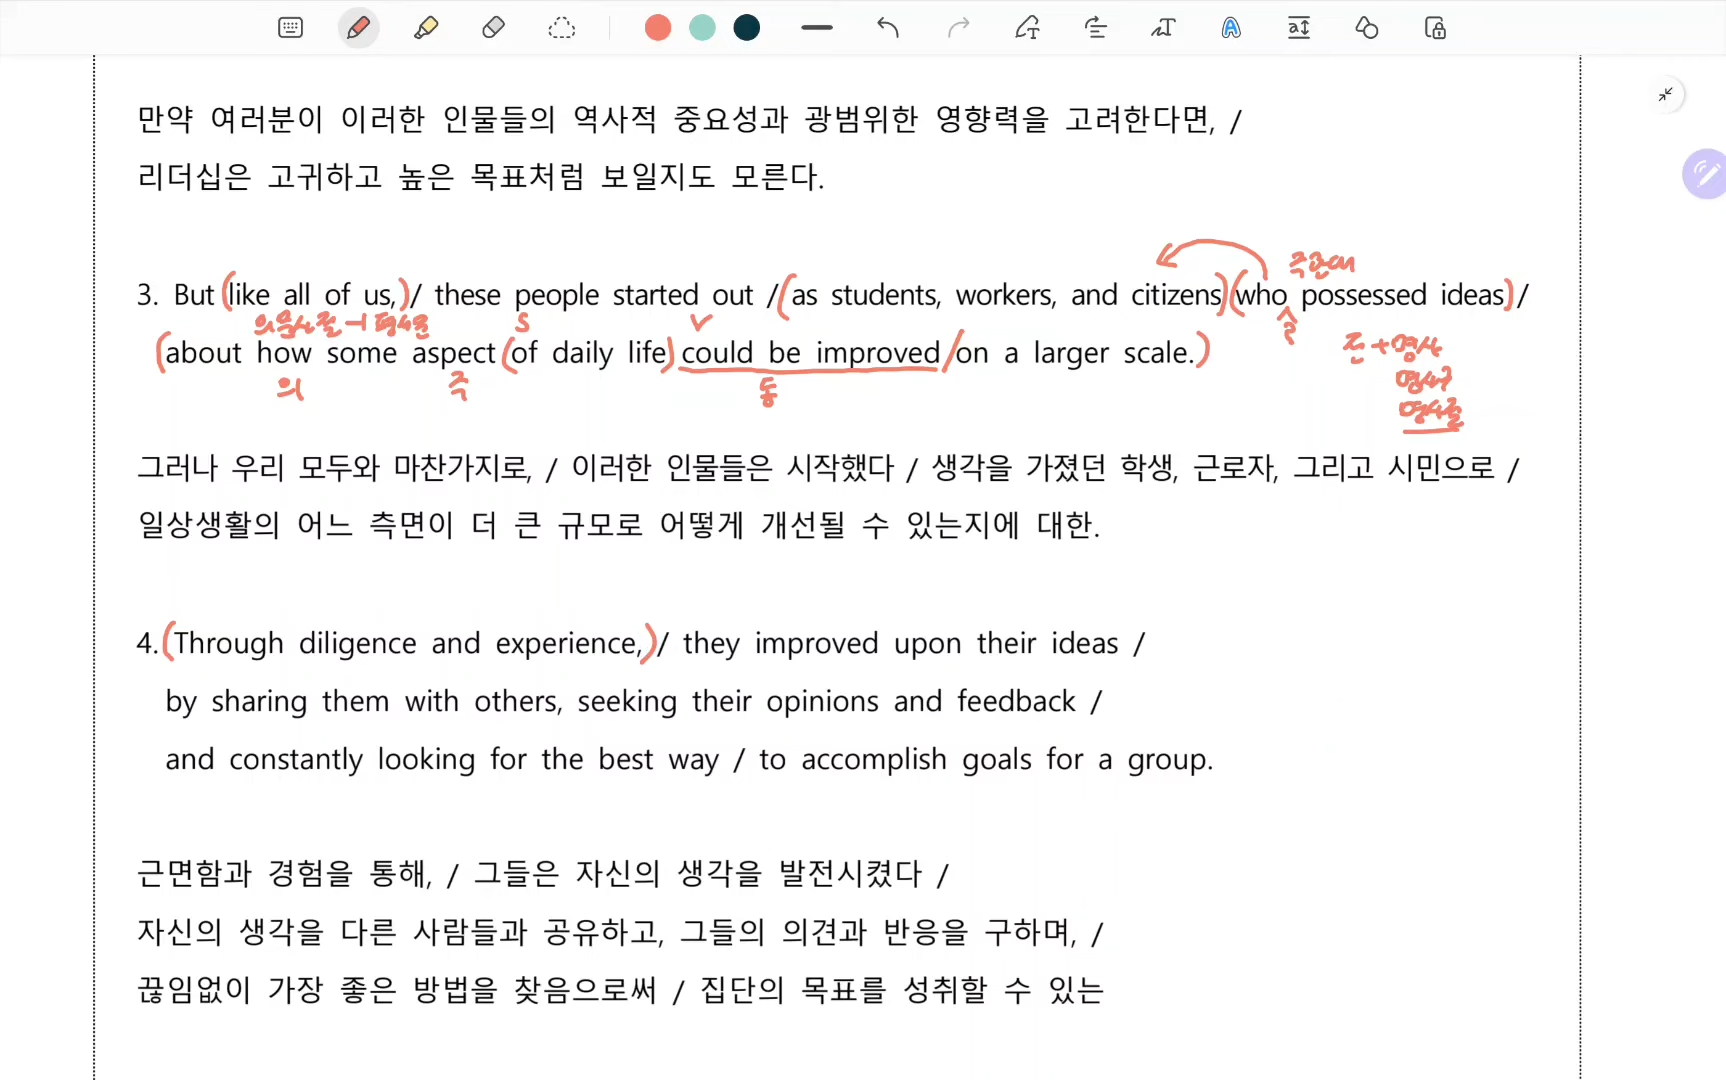 만약 여러분이 이러한 인물들의 역사적 중요성과 광범위한 영향력을 고려한다면, /
리더십은 고귀하고 높은 목표처럼 보일지도 모른다.
주관대
3. But (like all of us,) / these people started out / (as students, workers, and citizens) (who possessed ideas) /
의문사절 → 명사절 S V
(about how some aspect (of daily life) could be improved / on a larger scale.)
전 + 명사
의 주 동 명사구
명사절
그러나 우리 모두와 마찬가지로, / 이러한 인물들은 시작했다 / 생각을 가졌던 학생, 근로자, 그리고 시민으로 /
일상생활의 어느 측면이 더 큰 규모로 어떻게 개선될 수 있는지에 대한.
4. (Through diligence and experience,) / they improved upon their ideas /
by sharing them with others, seeking their opinions and feedback /
and constantly looking for the best way / to accomplish goals for a group.
근면함과 경험을 통해, / 그들은 자신의 생각을 발전시켰다 /
자신의 생각을 다른 사람들과 공유하고, 그들의 의견과 반응을 구하며, /
끊임없이 가장 좋은 방법을 찾음으로써 / 집단의 목표를 성취할 수 있는